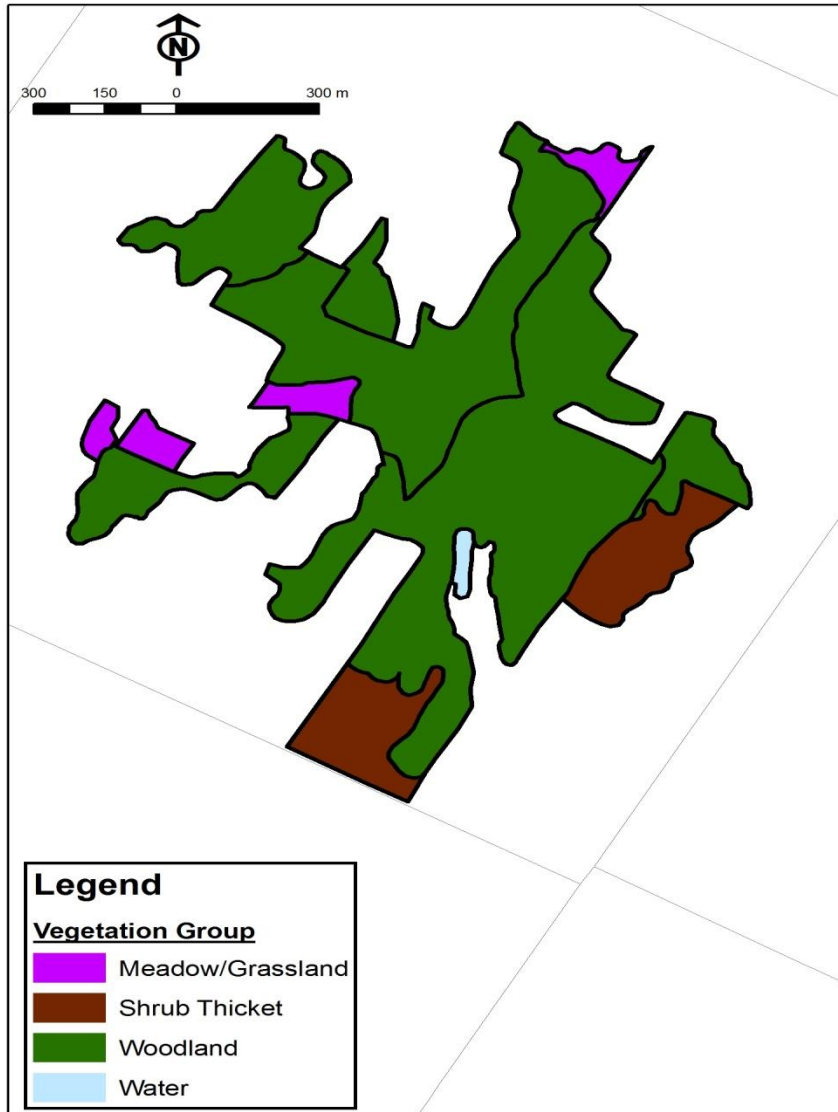 N
300 150 0 300 m
Legend
Vegetation Group
Meadow/Grassland
Shrub Thicket
Woodland
Water